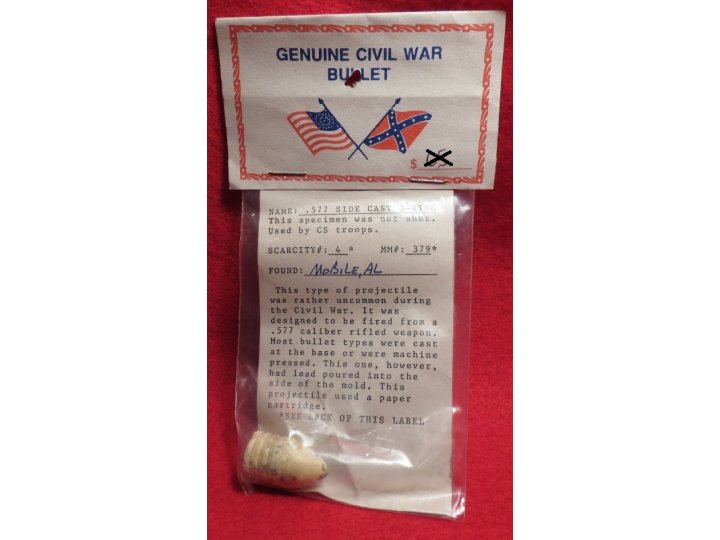 GENUINE CIVIL WAR
BULLET
$
NAME: .577 SIDE CAST 3-RING
This specimen was not shot.
Used by CS troops.
SCARCITY#: 4 * MM#: 379*
FOUND: MOBILE, AL
This type of projectile
was rather uncommon during
the Civil War. It was
designed to be fired from a
.577 caliber rifled weapon.
Most bullet types were cast
at the base or were machine
pressed. This one, however,
had lead poured into the
side of the mold. This
projectile used a paper
cartridge.
*SEE BACK OF THIS LABEL